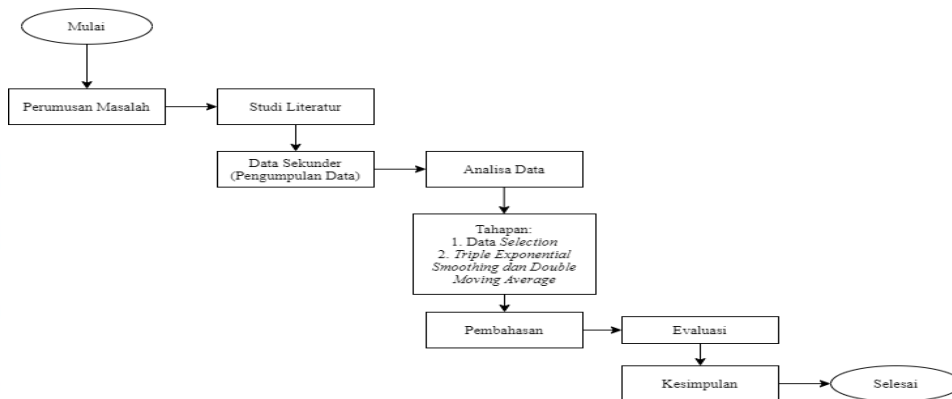 Mulai
Perumusan Masalah
Studi Literatur
Data Sekunder
(Pengumpulan Data)
Analisa Data
Tahapan:
1. Data Selection
2. Triple Exponential
Smoothing dan Double
Moving Average
Pembahasan
Evaluasi
Kesimpulan
Selesai